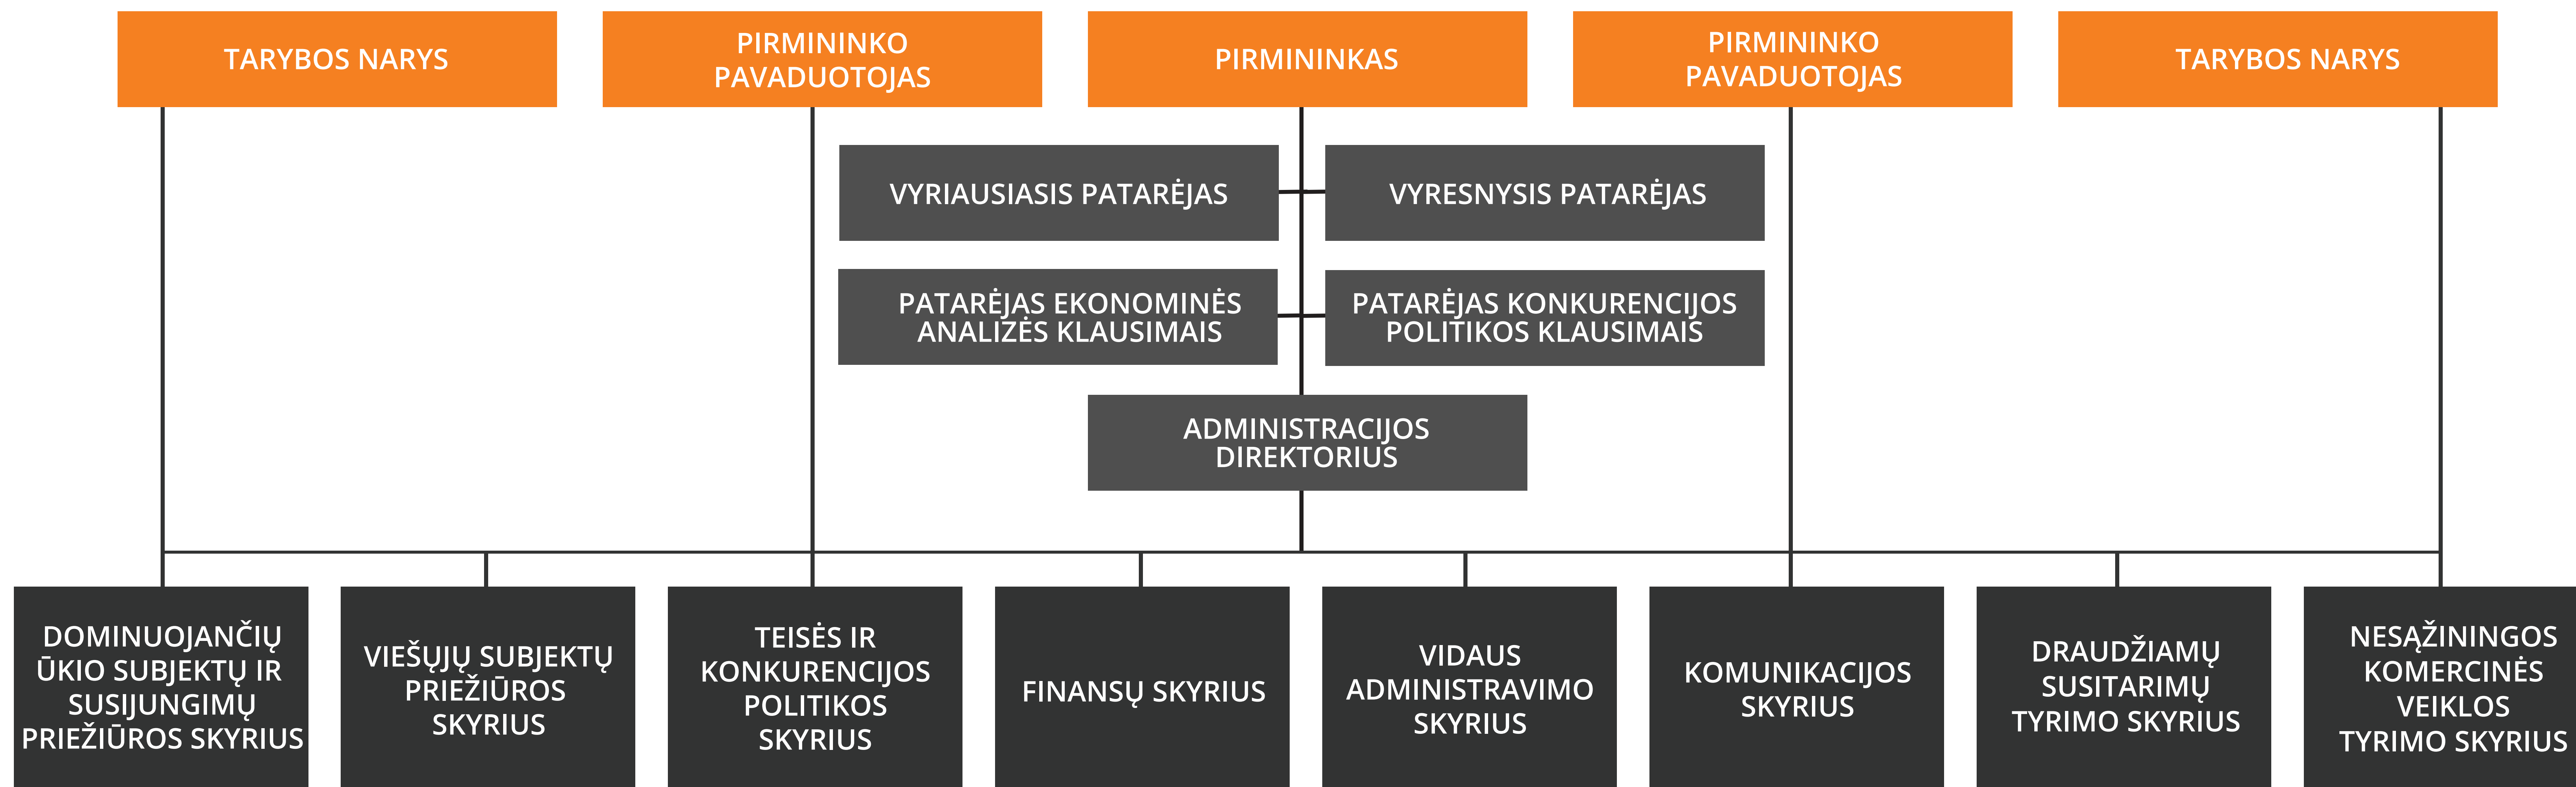 TARYBOS NARYS
PIRMININKO
PAVADUOTOJAS
PIRMININKAS
PIRMININKO
PAVADUOTOJAS
TARYBOS NARYS
VYRIAUSIASIS PATARĖJAS
VYRESNYSIS PATARĖJAS
PATARĖJAS EKONOMINĖS
ANALIZĖS KLAUSIMAIS
PATARĖJAS KONKURENCIJOS
POLITIKOS KLAUSIMAIS
ADMINISTRACIJOS
DIREKTORIUS
DOMINUOJANČIŲ
ŪKIO SUBJEKTŲ IR
SUSIJUNGIMŲ
PRIEŽIŪROS SKYRIUS
VIEŠŲJŲ SUBJEKTŲ
PRIEŽIŪROS
SKYRIUS
TEISĖS IR
KONKURENCIJOS
POLITIKOS
SKYRIUS
FINANSŲ SKYRIUS
VIDAUS
ADMINISTRAVIMO
SKYRIUS
KOMUNIKACIJOS
SKYRIUS
DRAUDŽIAMŲ
SUSITARIMŲ
TYRIMO SKYRIUS
NESĄŽININGOS
KOMERCINĖS
VEIKLOS
TYRIMO SKYRIUS